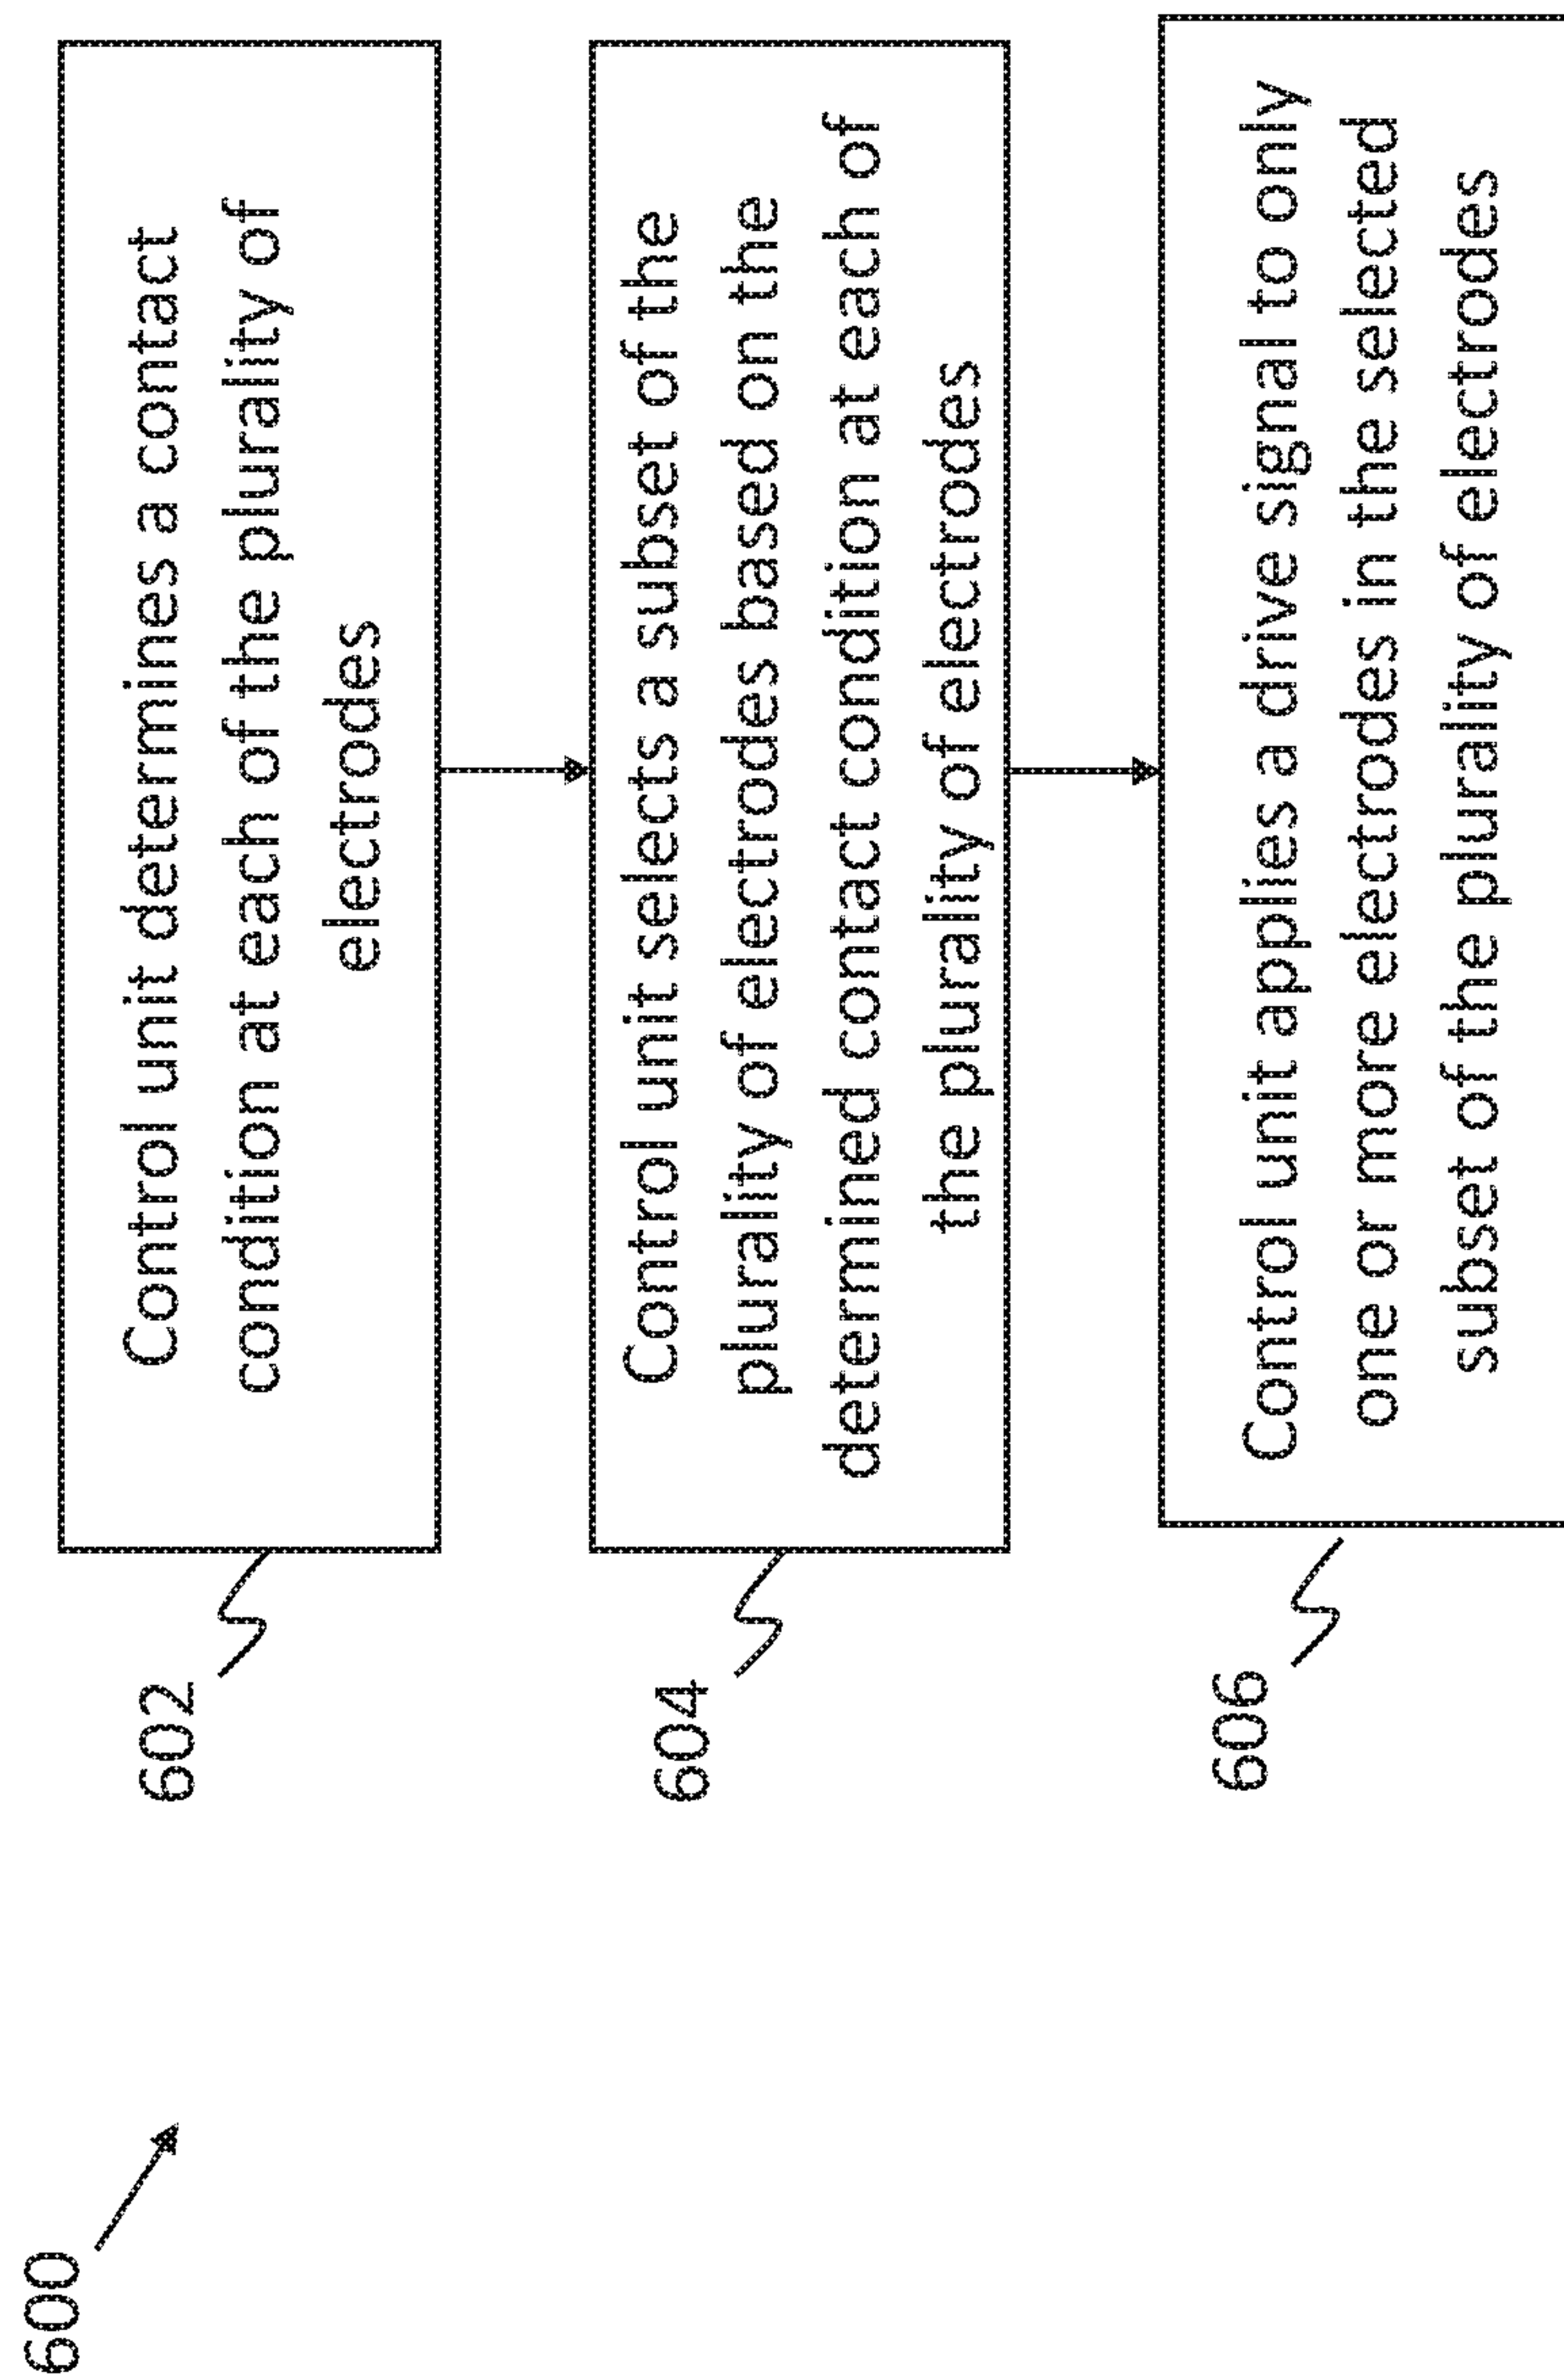 600
602
Control unit determines a contact
condition at each of the plurality of
electrodes
604
Control unit selects a subset of the
plurality of electrodes based on the
determined contact condition at each of
the plurality of electrodes
606
Control unit applies a drive signal to only
one or more electrodes in the selected
subset of the plurality of electrodes